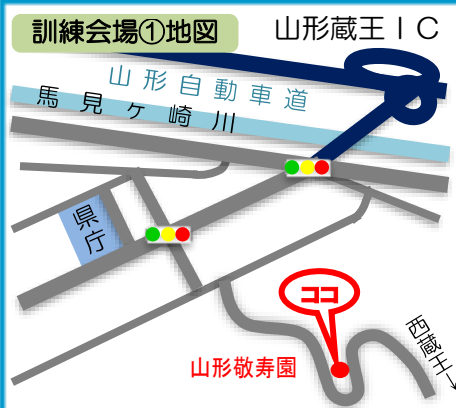 訓練会場①地図
山形蔵王ＩＣ
山形自動車道
馬見ヶ崎川
県庁
ココ
山形敬寿園
西蔵王→